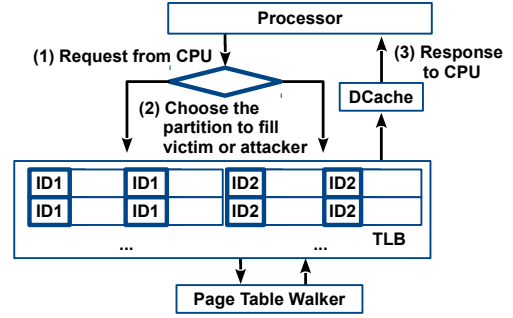 Processor
(1) Request from CPU
(3) Response
to CPU
DCache
(2) Choose the
partition to fill
victim or attacker
ID1 ID1 ID2 ID2
ID1 ID1 ID2 ID2
... ...
TLB
Page Table Walker